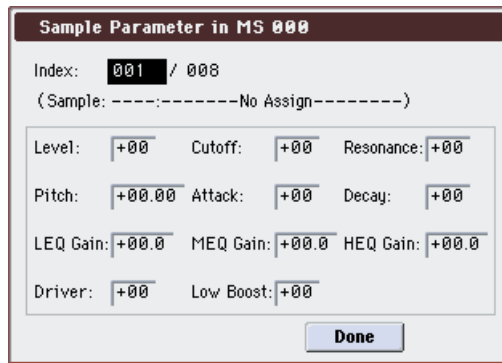 Sample Parameter in MS 000
Index: 001 / 008
(Sample: ----:-------No Assign--------)
Level: +00 Cutoff: +00 Resonance: +00
Pitch: +00.00 Attack: +00 Decay: +00
LEQ Gain: +00.0 MEQ Gain: +00.0 HEQ Gain: +00.0
Driver: +00 Low Boost: +00
Done